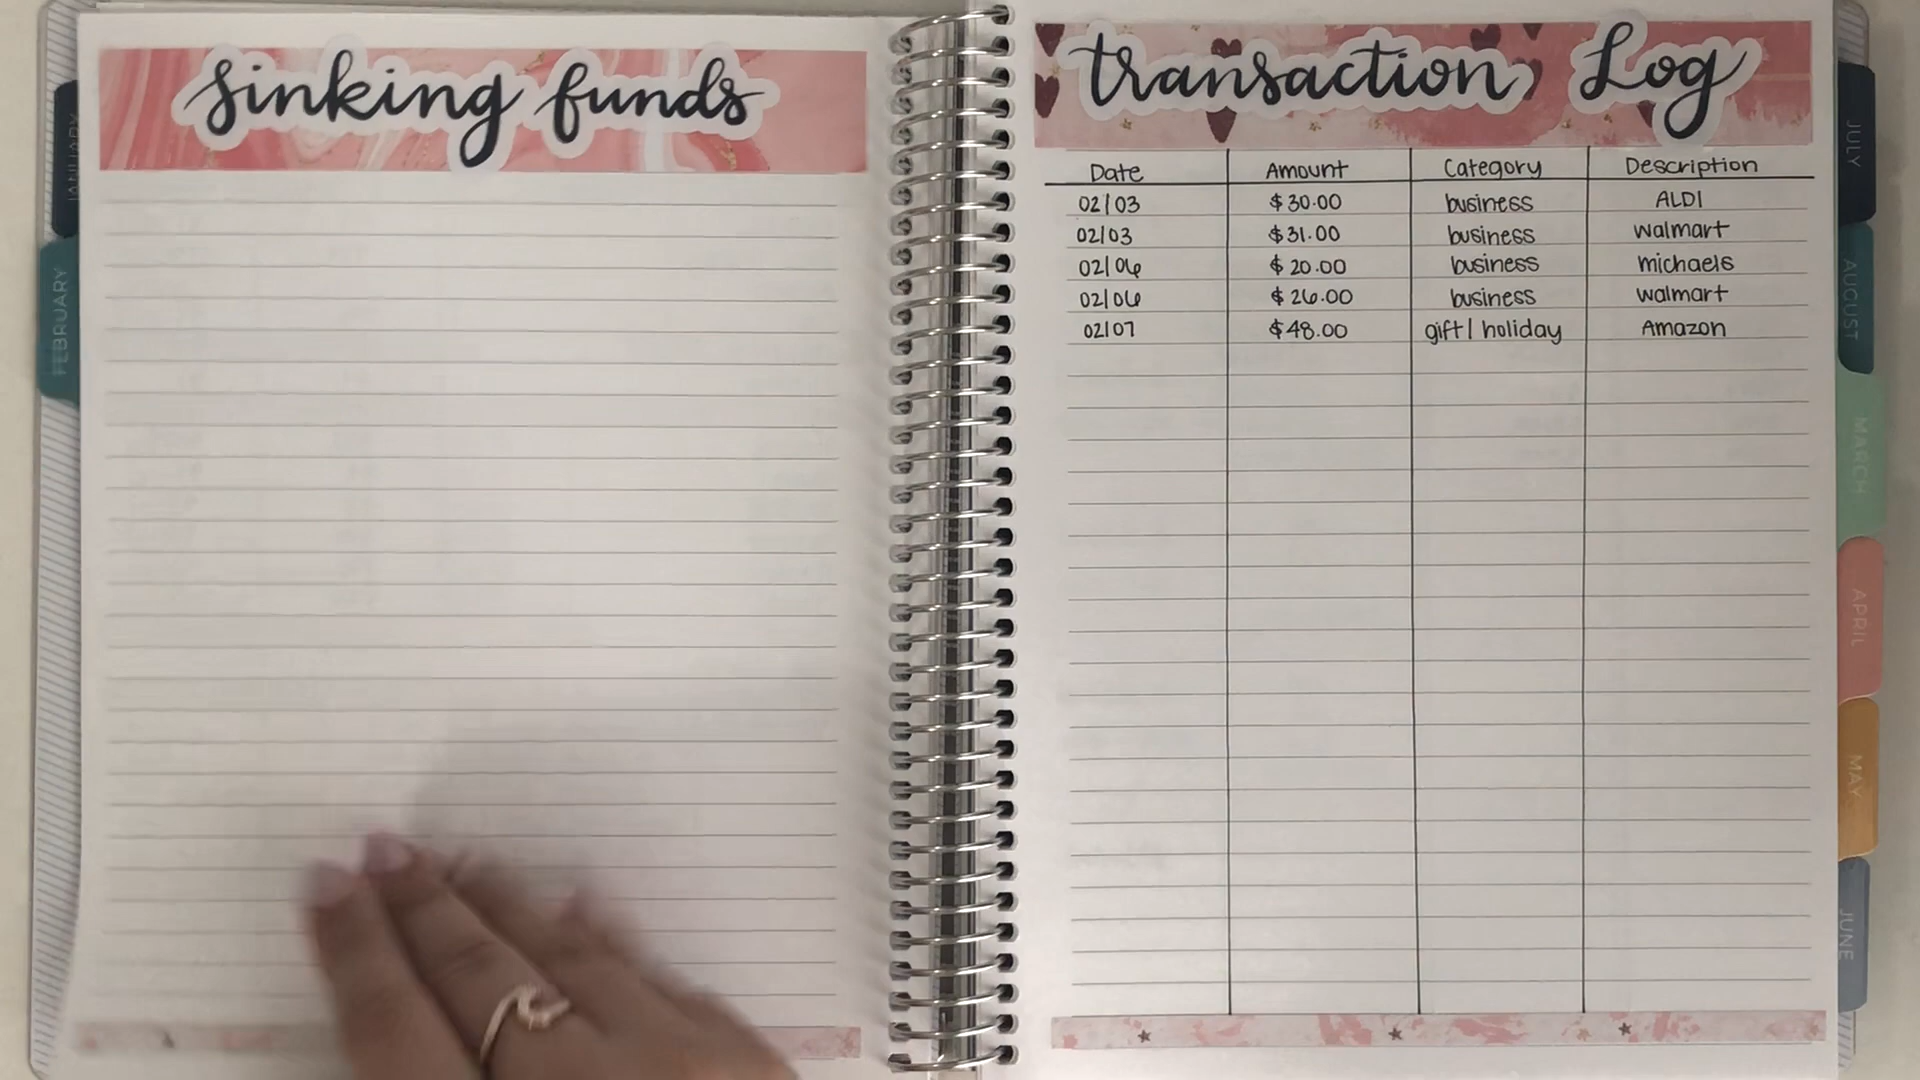 Sinking funds
JANUARY
FEBRUARY
transaction Log
Date Amount Category Description
02/03 $30.00 business ALDI
02/03 $31.00 business walmart
02/06 $20.00 business michaels
02/06 $26.00 business walmart
02/07 $48.00 gift/holiday Amazon
JULY
AUGUST
MARCH
APRIL
MAY
JUNE